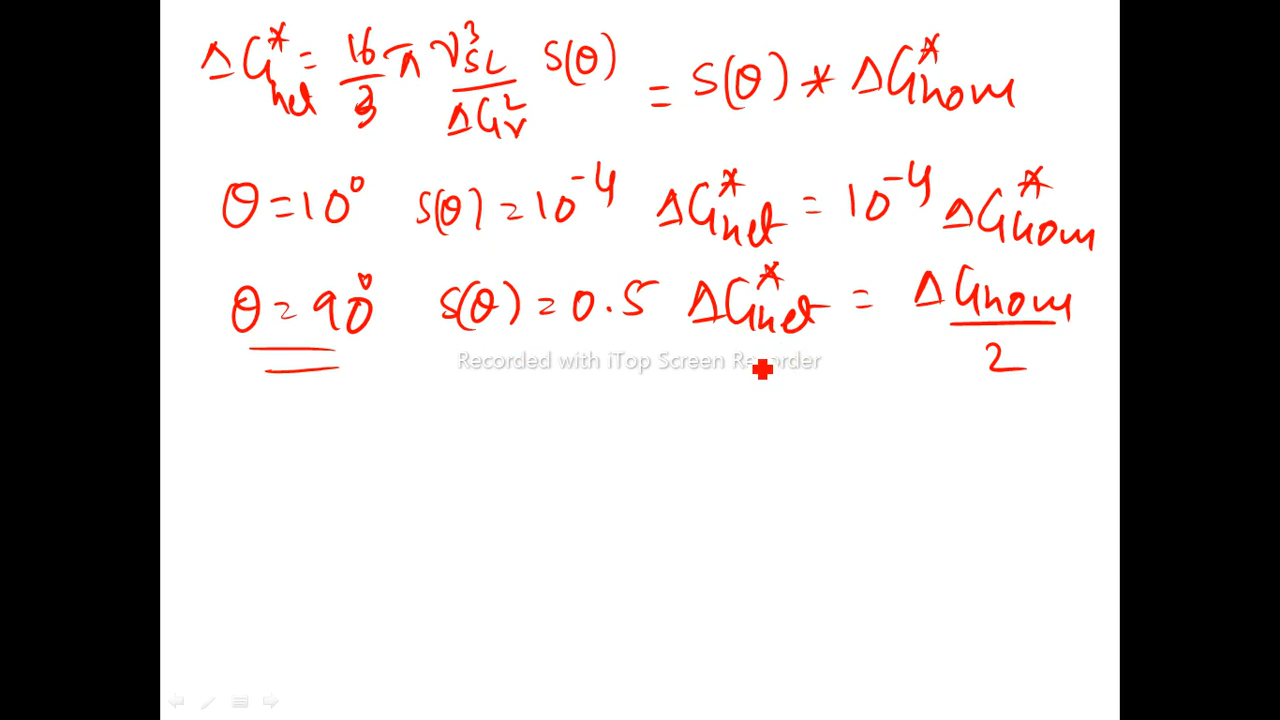 ΔG*het = 16/3 π γ³SL/ΔGv² S(θ) = S(θ) * ΔG*hom
θ = 10° S(θ) = 10⁻⁴ ΔG*het = 10⁻⁴ ΔG*hom
θ = 90° S(θ) = 0.5 ΔG*het = ΔGhom/2
Recorded with iTop Screen Recorder